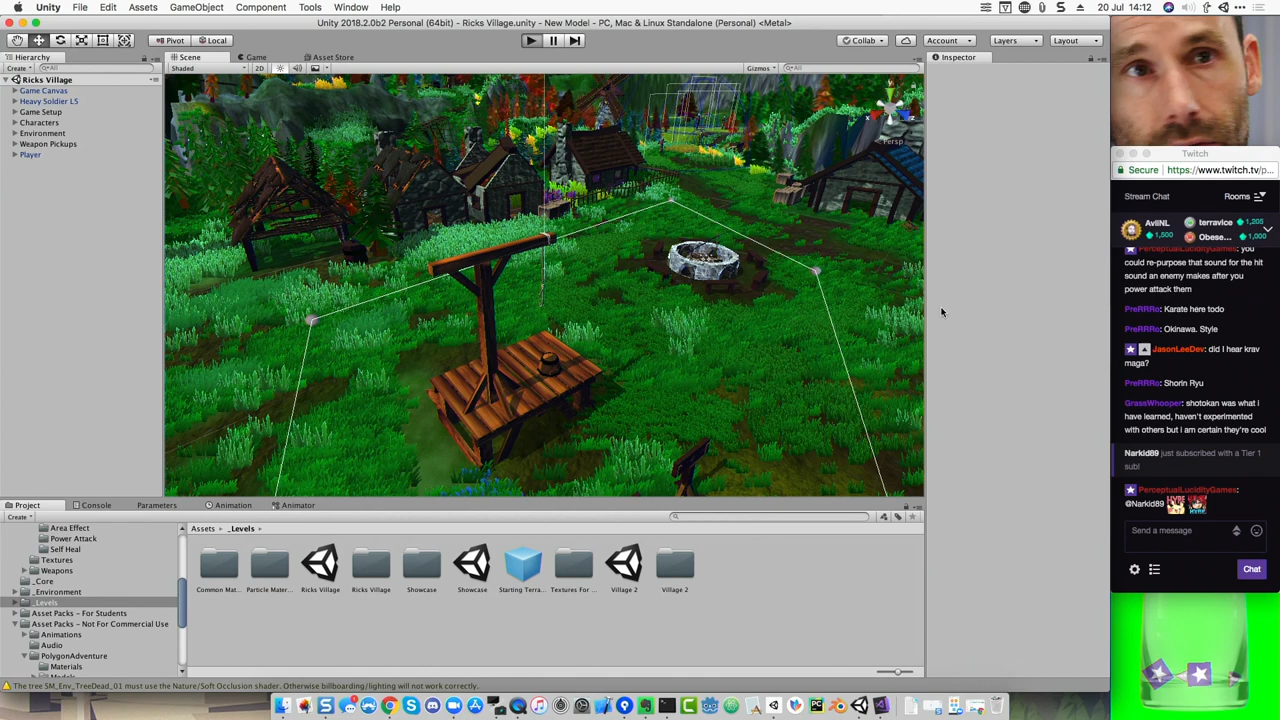 Unity File Edit Assets GameObject Component Tools Window Help
20 Jul 14:12
Unity 2018.2.0b2 Personal (64bit) - Ricks Village.unity - New Model - PC, Mac & Linux Standalone (Personal) <Metal>
Pivot Local
Collab Account Layers Layout
Hierarchy
Scene Game Asset Store
Inspector
Create All
Shaded 2D
Gizmos All
Ricks Village
Game Canvas
Heavy Soldier L5
Game Setup
Characters
Environment
Weapon Pickups
Player
Persp
Project Console Parameters Animation Animator
Create
Area Effect
Power Attack
Self Heal
Textures
Weapons
_Core
_Environment
_Levels
Asset Packs - For Students
Asset Packs - Not For Commercial Use
Animations
Audio
PolygonAdventure
Materials
Assets _Levels
Common Mat... Particle Mater... Ricks Village Ricks Village Showcase Showcase Starting Terra... Textures For ... Village 2 Village 2
The tree SM_Env_TreeDead_01 must use the Nature/Soft Occlusion shader. Otherwise billboarding/lighting will not work correctly.
Twitch
Secure https://www.twitch.tv/p...
Stream Chat Rooms
AvliNL 1,500
terravice 1,205
Obese... 1,000
PerceptualLucidityGames: you
could re-purpose that sound for the hit
sound an enemy makes after you
power attack them
PreRRRo: Karate here todo
PreRRRo: Okinawa. Style
JasonLeeDev: did I hear krav
maga?
PreRRRo: Shorin Ryu
GrassWhooper: shotokan was what i
have learned, haven't experimented
with others but i am certain they're cool
Narkid89 just subscribed with a Tier 1
sub!
PerceptualLucidityGames:
@Narkid89
Send a message
Chat